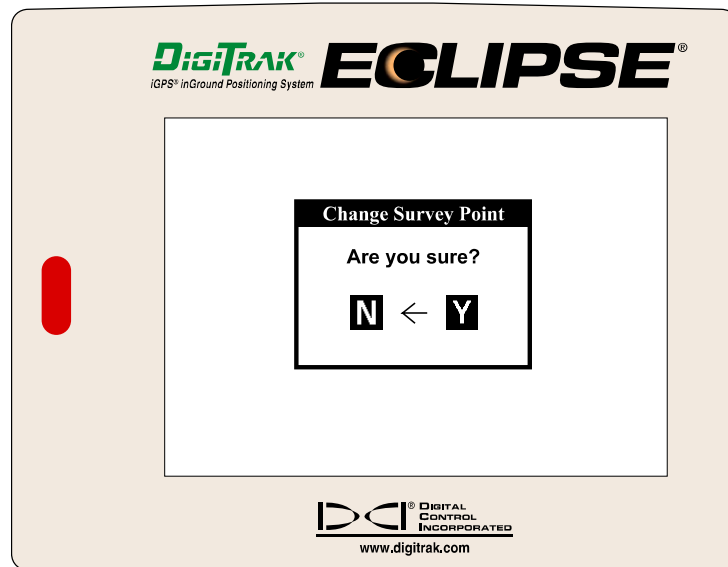 DIGITRAK® ECLIPSE®
iGPS® inGround Positioning System
Change Survey Point
Are you sure?
N ← Y
® DIGITAL
CONTROL
INCORPORATED
www.digitrak.com